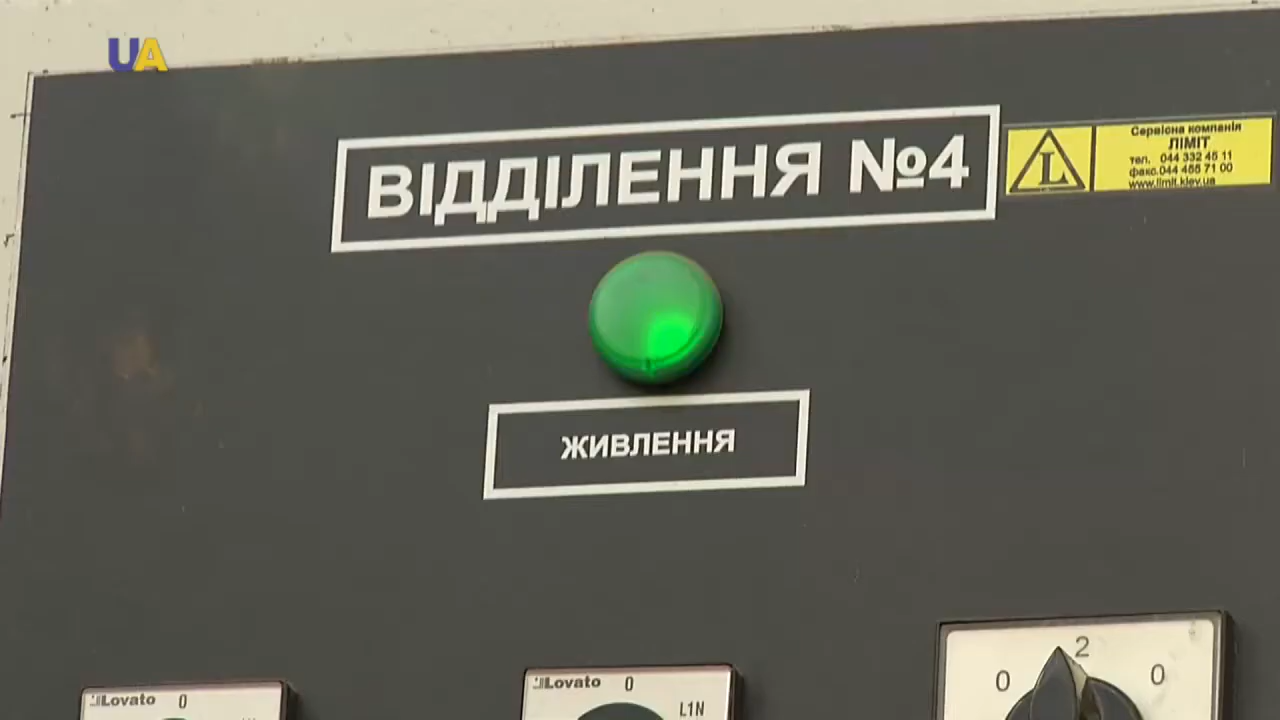 UA
ВІДДІЛЕННЯ №4
Сервісна компанія
ЛІМІТ
тел. 044 332 45 11
факс.044 455 71 00
www.limit.kiev.ua
L
ЖИВЛЕННЯ
Lovato 0
Lovato 0
L1N
2
0 0